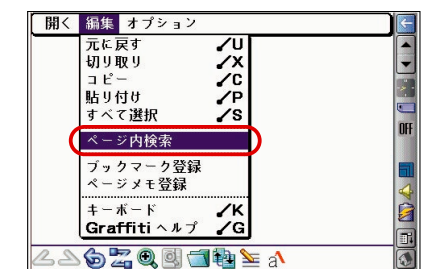 開く 編集 オプション
元に戻す /U
切り取り /X
コピー /C
貼り付け /P
すべて選択 /S
OFF
ページ内検索
ブックマーク登録
ページメモ登録
キーボード /K
Graffiti ヘルプ /G
a